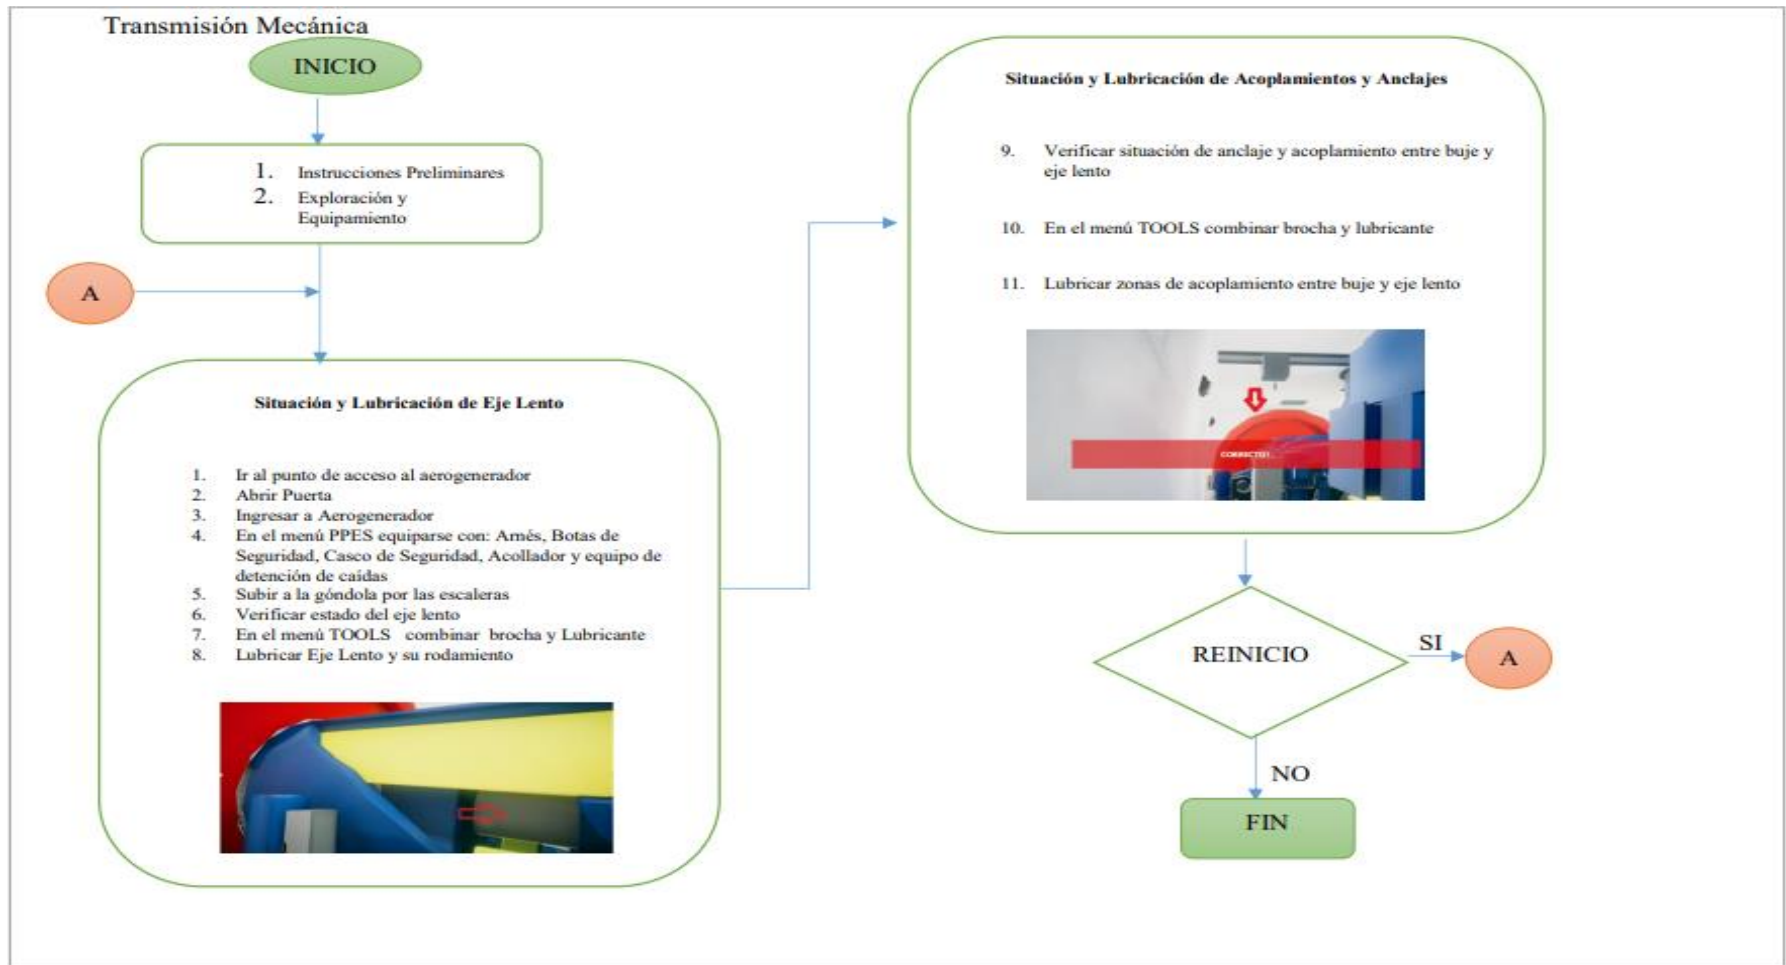 Transmisión Mecánica
INICIO
1. Instrucciones Preliminares
2. Exploración y
Equipamiento
A
Situación y Lubricación de Eje Lento
1. Ir al punto de acceso al aerogenerador
2. Abrir Puerta
3. Ingresar a Aerogenerador
4. En el menú PPES equiparse con: Arnés, Botas de
Seguridad, Casco de Seguridad, Acollador y equipo de
detención de caídas
5. Subir a la góndola por las escaleras
6. Verificar estado del eje lento
7. En el menú TOOLS combinar brocha y Lubricante
8. Lubricar Eje Lento y su rodamiento
Situación y Lubricación de Acoplamientos y Anclajes
9. Verificar situación de anclaje y acoplamiento entre buje y
eje lento
10. En el menú TOOLS combinar brocha y lubricante
11. Lubricar zonas de acoplamiento entre buje y eje lento
REINICIO
SI
A
NO
FIN